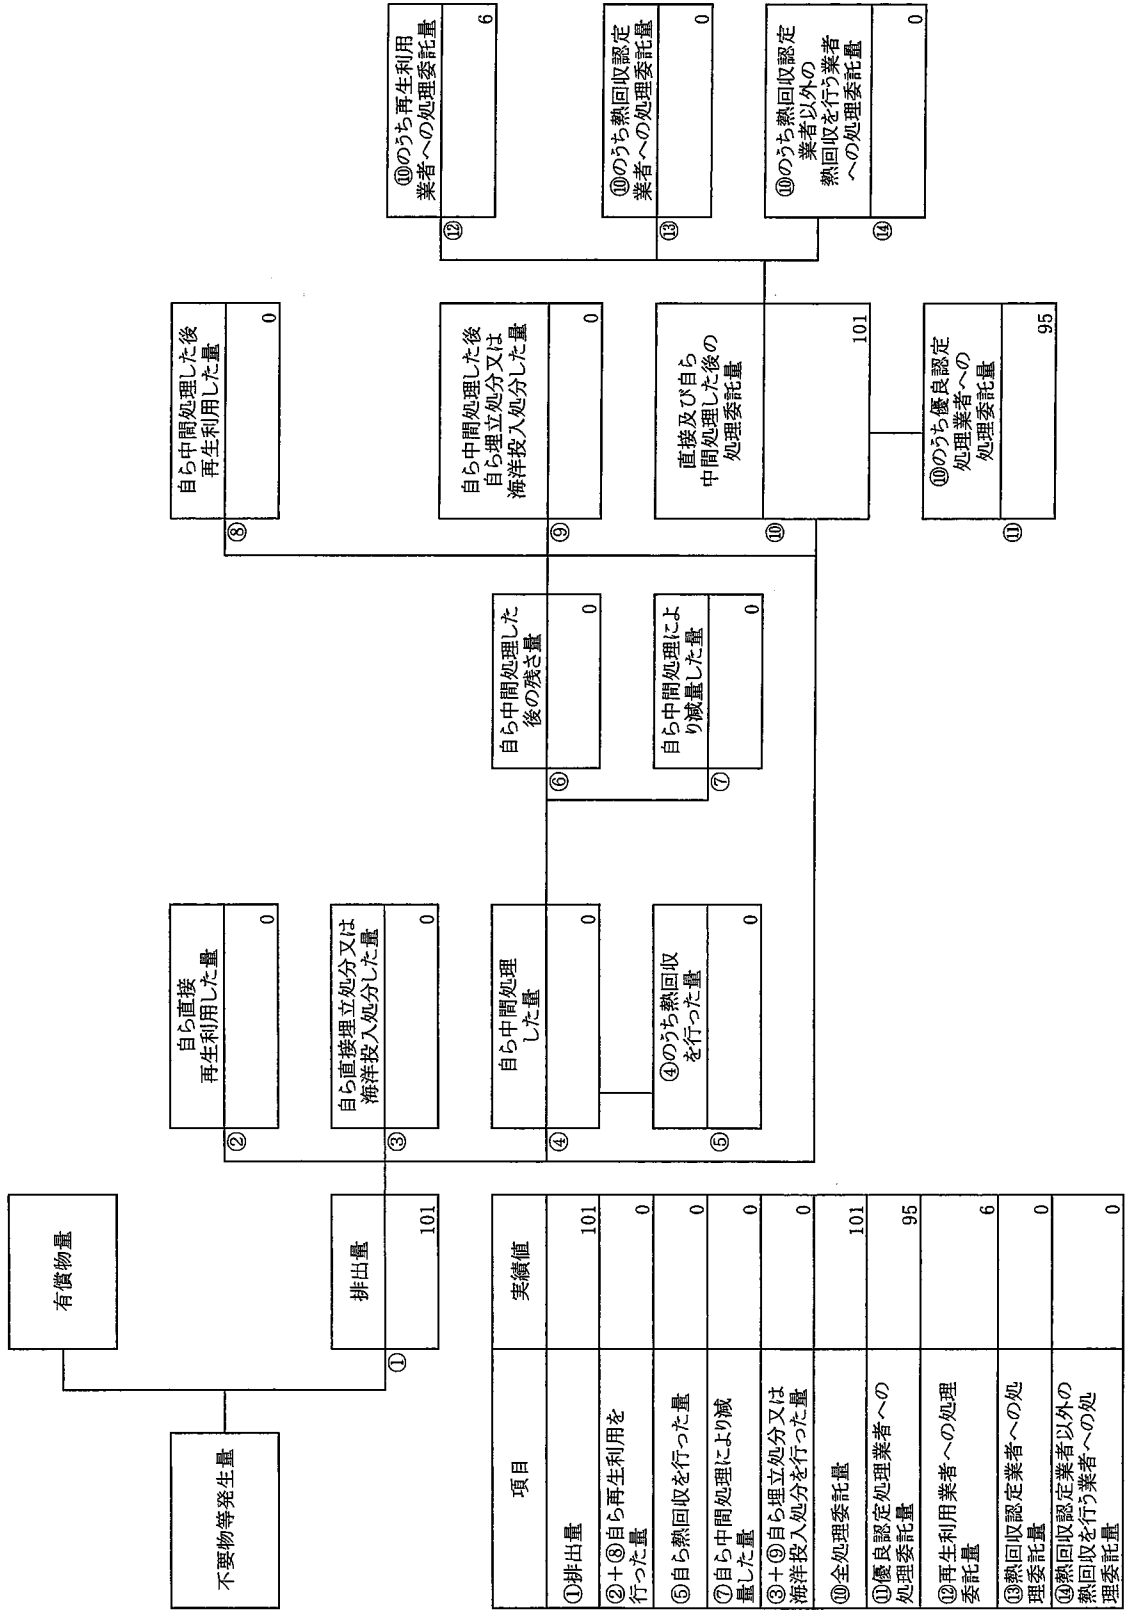 不要物等発生量
有償物量
①
排出量
101
②
自ら直接
再生利用した量
0
③
自ら直接埋立処分又は
海洋投入処分した量
0
④
自ら中間処理
した量
0
⑤
④のうち熱回収
を行った量
0
⑥
自ら中間処理した
後の残さ量
0
⑦
自ら中間処理によ
り減量した量
0
⑧
自ら中間処理した後
再生利用した量
0
⑨
自ら中間処理した後
自ら埋立処分又は
海洋投入処分した量
0
⑩
直接及び自ら
中間処理した後の
処理委託量
101
⑪
⑩のうち優良認定
処理業者への
処理委託量
95
⑫
⑩のうち再生利用
業者への処理委託量
6
⑬
⑩のうち熱回収認定
業者への処理委託量
0
⑭
⑩のうち熱回収認定
業者以外の
熱回収を行う業者
への処理委託量
0
項目
実績値
①排出量
101
②+⑧自ら再生利用を
行った量
0
⑤自ら熱回収を行った量
0
⑦自ら中間処理により減
量した量
0
③+⑨自ら埋立処分又は
海洋投入処分を行った量
0
⑩全処理委託量
101
⑪優良認定処理業者への
処理委託量
95
⑫再生利用業者への処理
委託量
6
⑬熱回収認定業者への処
理委託量
0
⑭熱回収認定業者以外の
熱回収を行う業者への処
理委託量
0